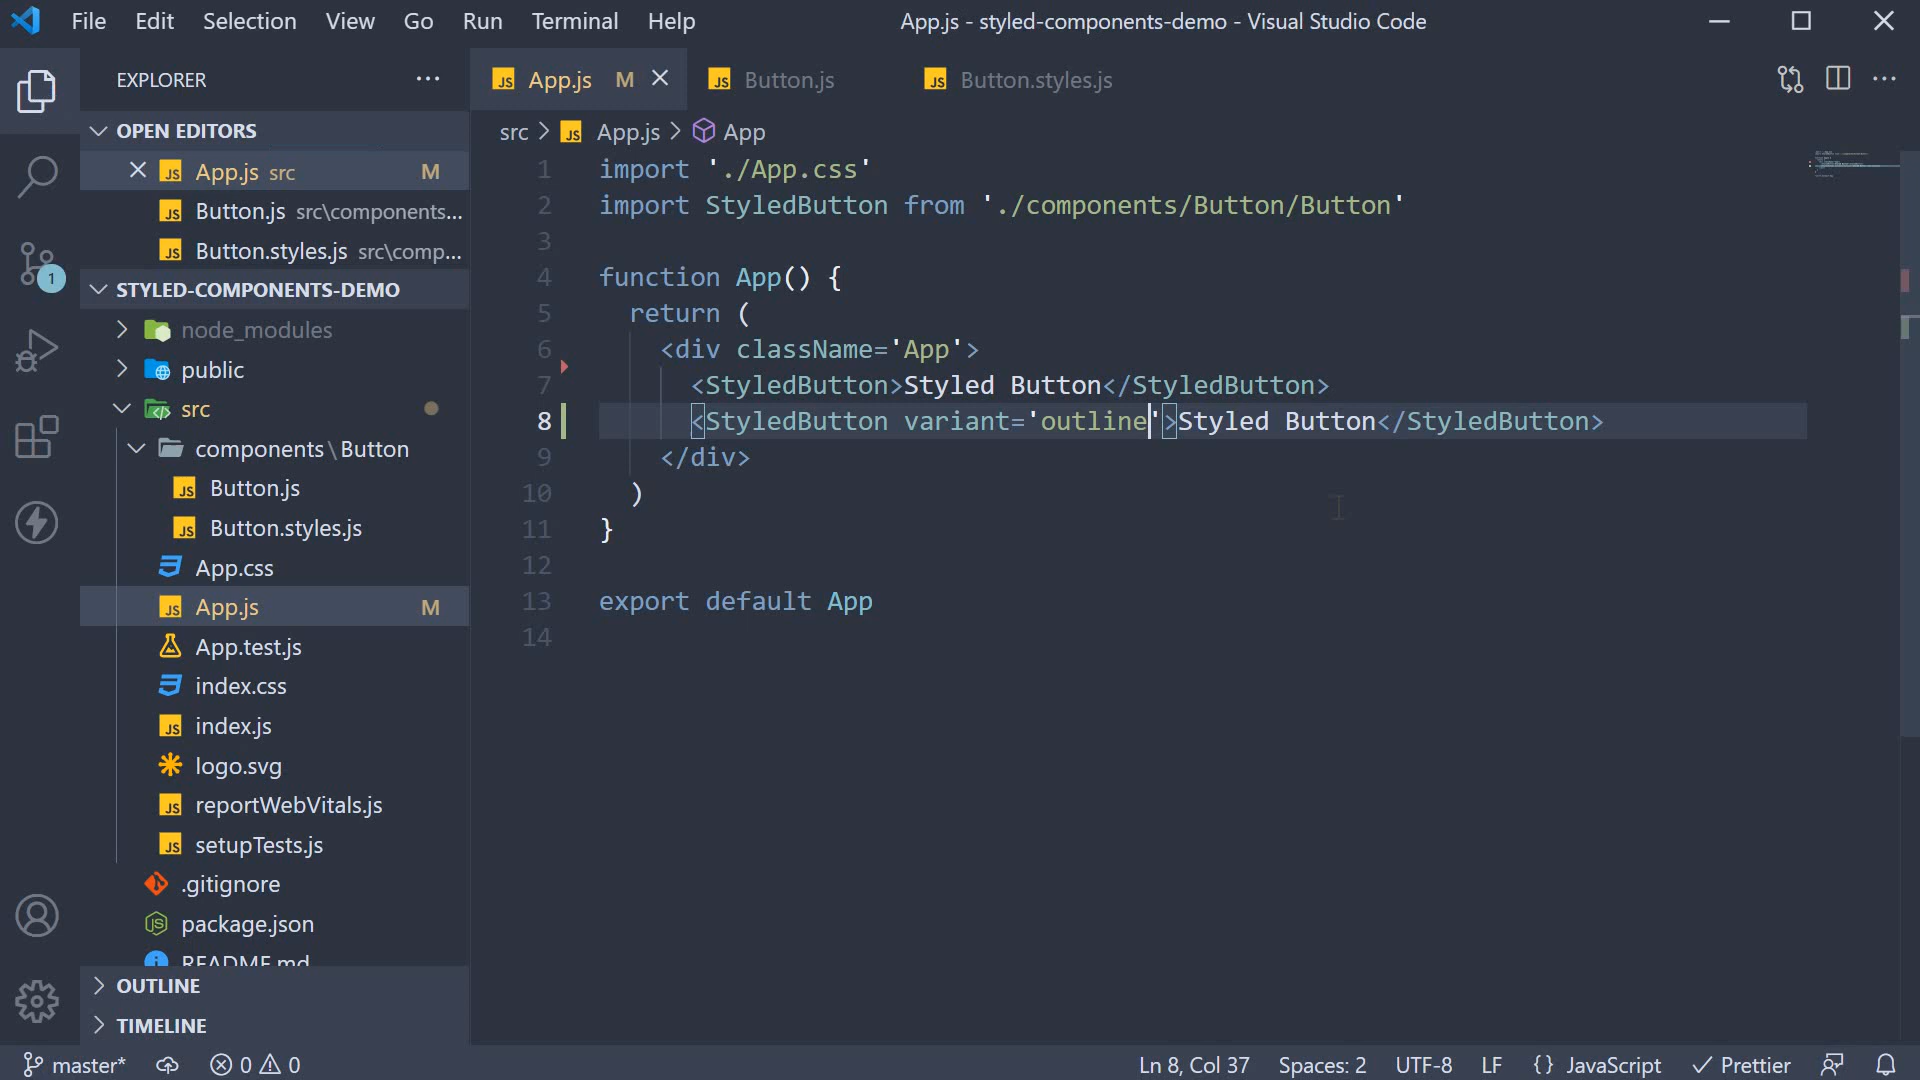 File Edit Selection View Go Run Terminal Help
App.js - styled-components-demo - Visual Studio Code
EXPLORER
OPEN EDITORS
App.js src M
Button.js src\components...
Button.styles.js src\comp...
STYLED-COMPONENTS-DEMO
node_modules
public
src
components\Button
Button.js
Button.styles.js
App.css
App.js M
App.test.js
index.css
index.js
logo.svg
reportWebVitals.js
setupTests.js
.gitignore
package.json
README.md
OUTLINE
TIMELINE
1
App.js M
Button.js
Button.styles.js
src > App.js > App
1 import './App.css'
2 import StyledButton from './components/Button/Button'
3
4 function App() {
5 return (
6 <div className='App'>
7 <StyledButton>Styled Button</StyledButton>
8 <StyledButton variant='outline'>Styled Button</StyledButton>
9 </div>
10 )
11 }
12
13 export default App
14
master* 0 0
Ln 8, Col 37 Spaces: 2 UTF-8 LF {} JavaScript Prettier